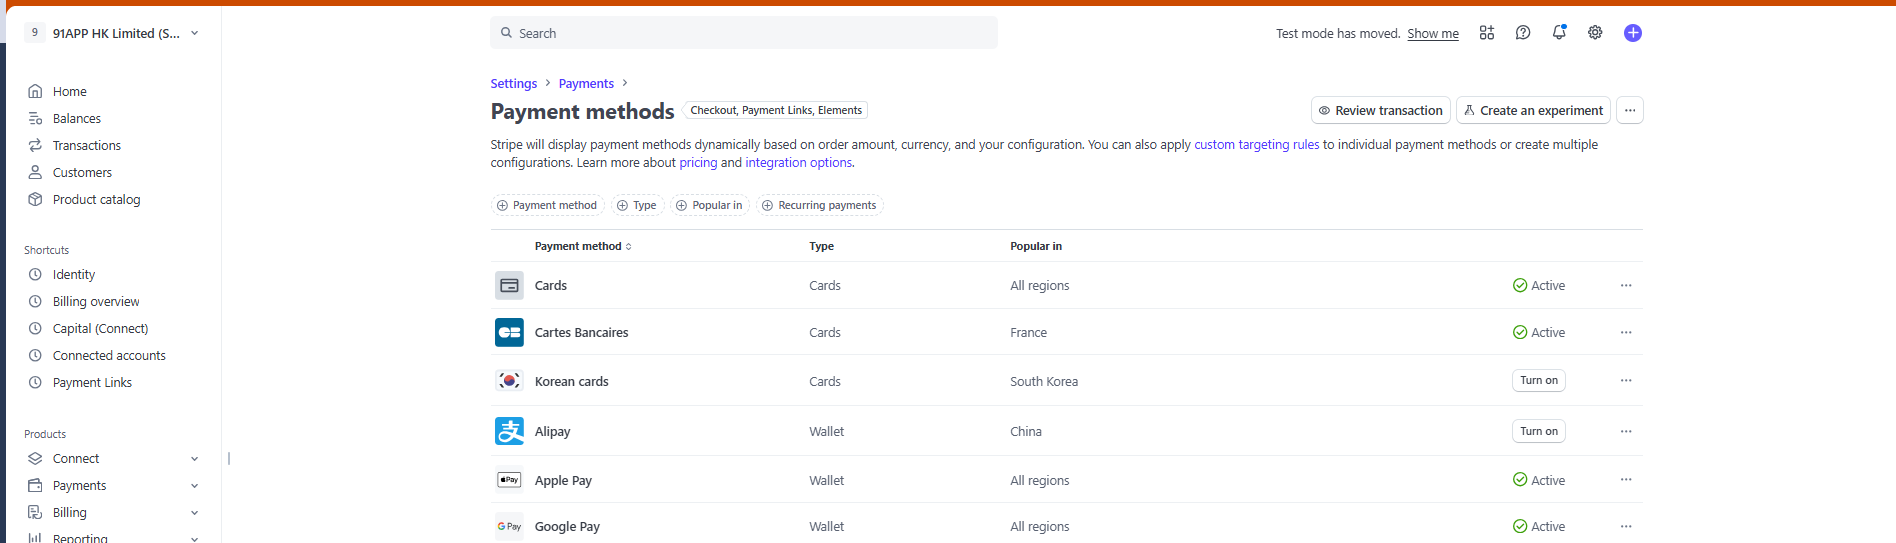 9 91APP HK Limited (S...
Search
Test mode has moved. Show me
Home
Balances
Transactions
Customers
Product catalog
Shortcuts
Identity
Billing overview
Capital (Connect)
Connected accounts
Payment Links
Products
Connect
Payments
Billing
Reporting
Settings > Payments >
Payment methods Checkout, Payment Links, Elements
Review transaction Create an experiment
Stripe will display payment methods dynamically based on order amount, currency, and your configuration. You can also apply custom targeting rules to individual payment methods or create multiple
configurations. Learn more about pricing and integration options.
Payment method Type Popular in Recurring payments
Payment method Type Popular in
Cards Cards All regions Active
CB Cartes Bancaires Cards France Active
Korean cards Cards South Korea Turn on
支 Alipay Wallet China Turn on
Pay Apple Pay Wallet All regions Active
G Pay Google Pay Wallet All regions Active